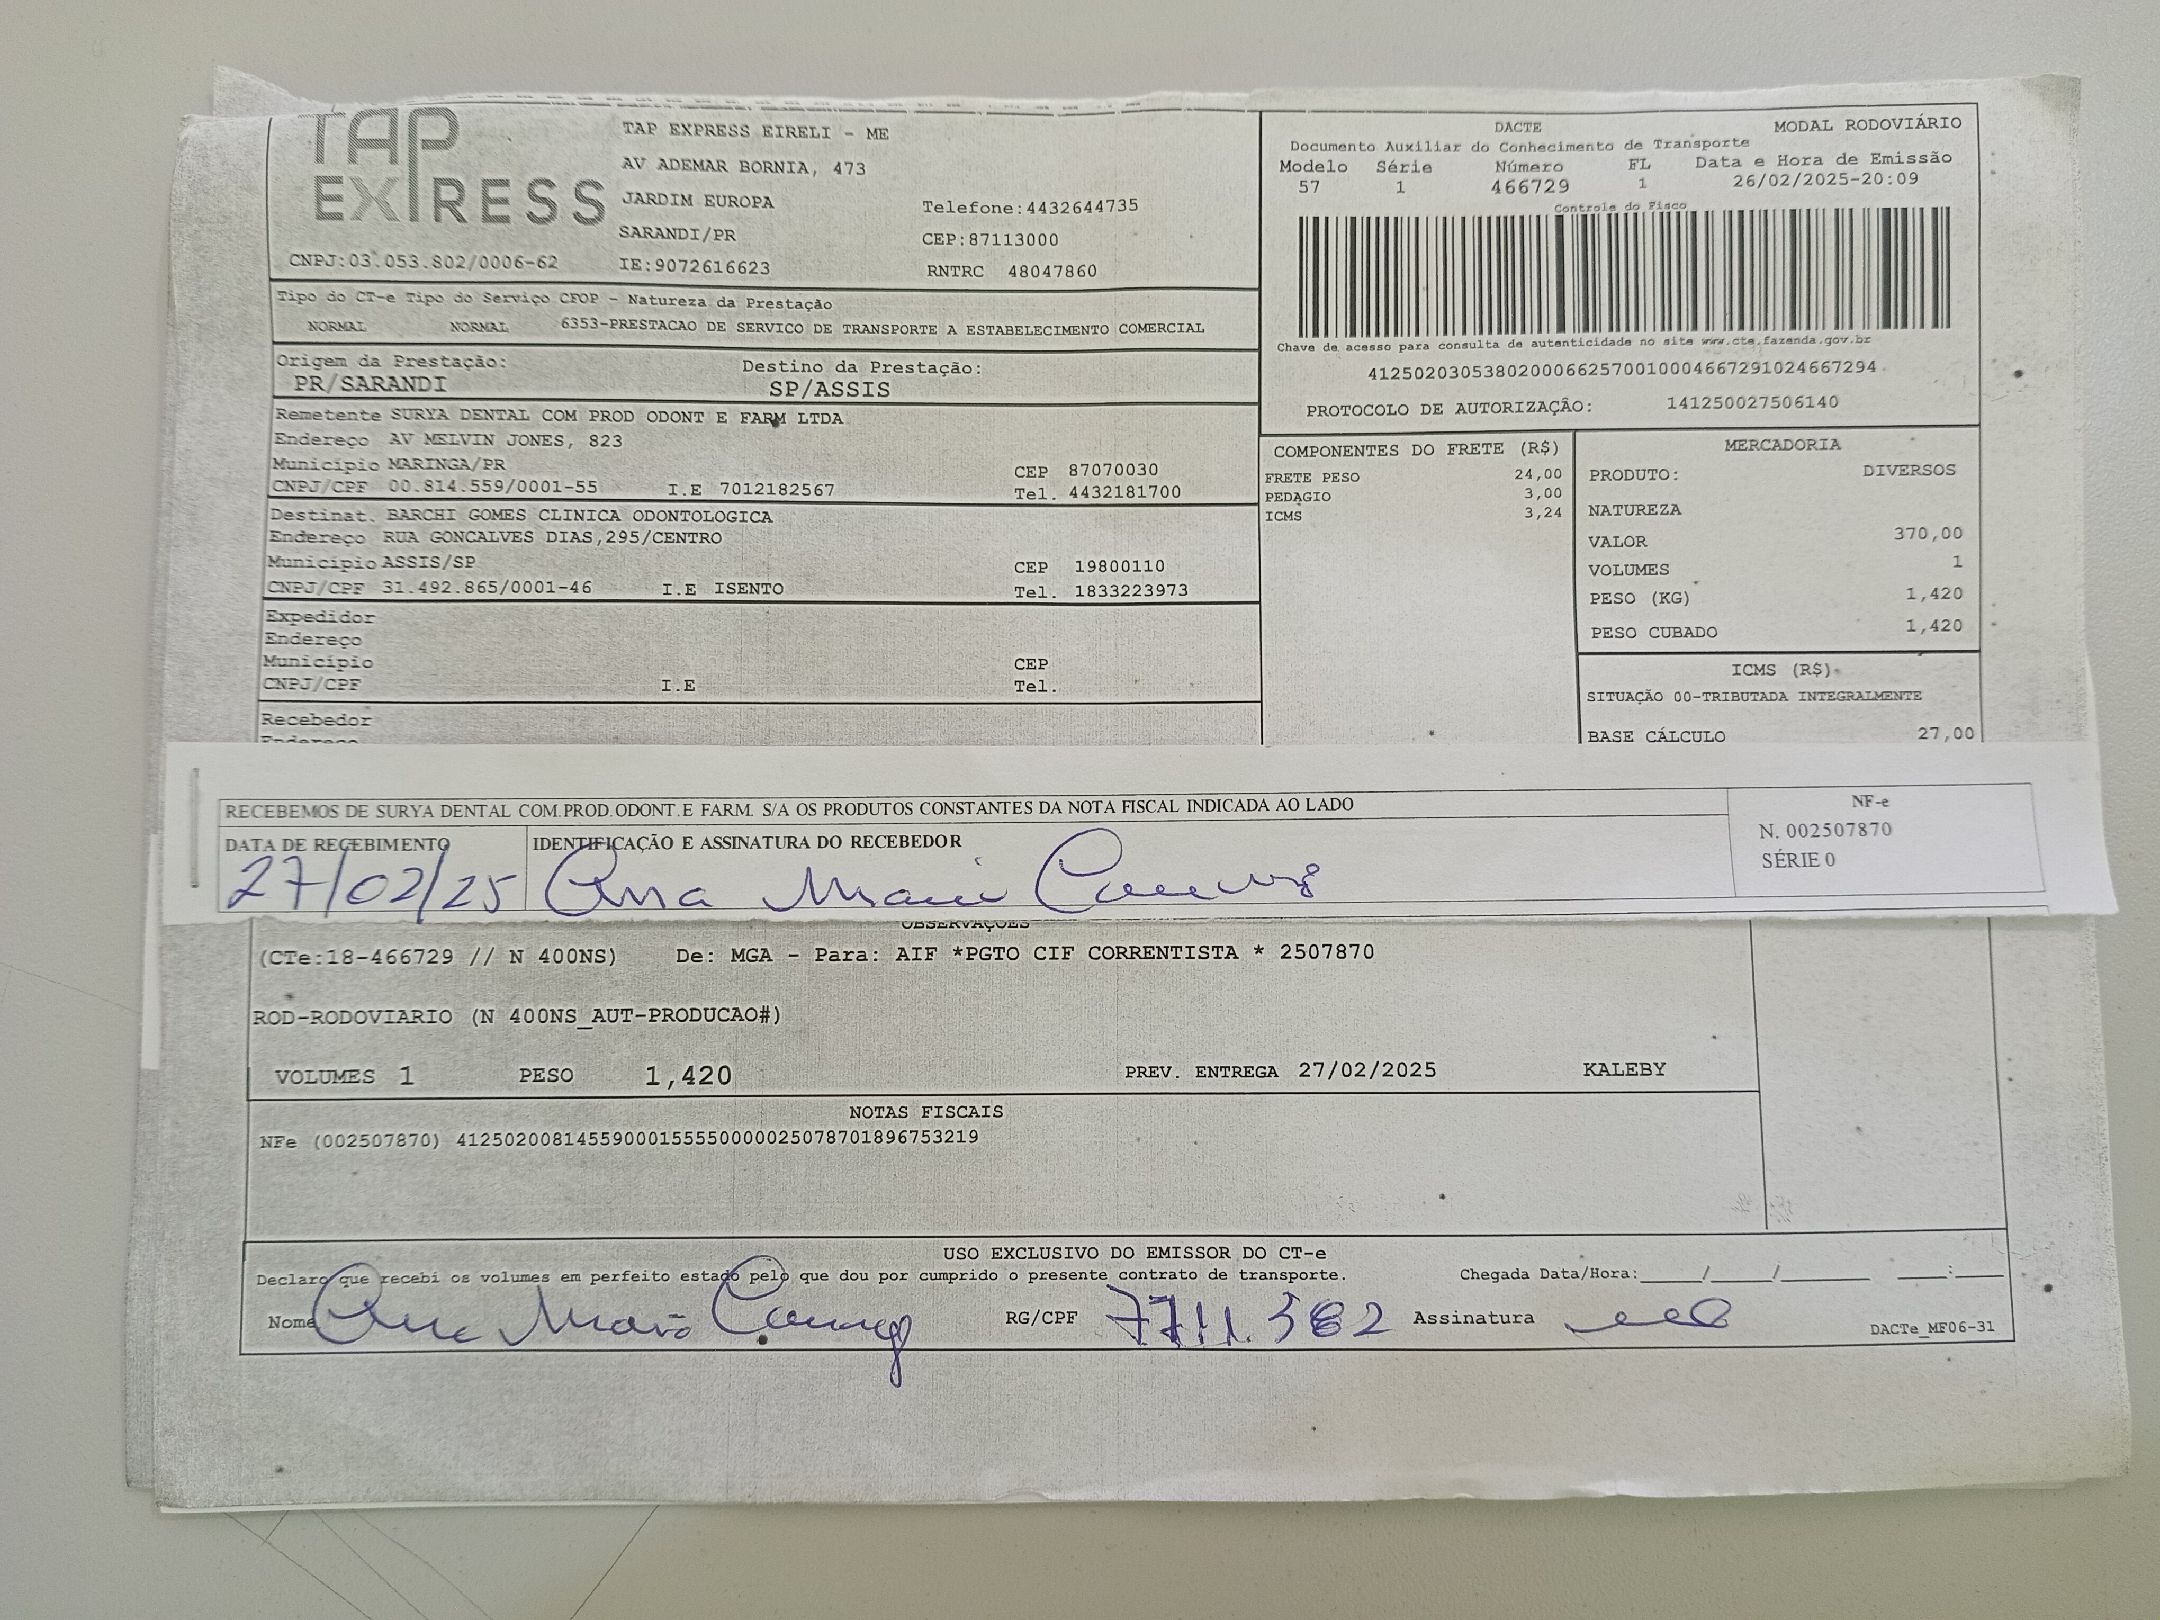 TAP EXPRESS
TAP EXPRESS EIRELI - ME
AV ADEMAR BORNIA, 473
JARDIM EUROPA
SARANDI/PR
Telefone:4432644735
CEP:87113000
CNPJ:03.053.802/0006-62 IE:9072616623 RNTRC 48047860
DACTE MODAL RODOVIÁRIO
Documento Auxiliar do Conhecimento de Transporte
Modelo Série Número FL Data e Hora de Emissão
57 1 466729 1 26/02/2025-20:09
Controle do Fisco
Chave de acesso para consulta de autenticidade no site www.cte.fazenda.gov.br
41250203053802000662570010004667291024667294
PROTOCOLO DE AUTORIZAÇÃO: 141250027506140
Tipo do CT-e Tipo do Serviço CFOP - Natureza da Prestação
NORMAL NORMAL 6353-PRESTACAO DE SERVICO DE TRANSPORTE A ESTABELECIMENTO COMERCIAL
Origem da Prestação: Destino da Prestação:
PR/SARANDI SP/ASSIS
Remetente SURYA DENTAL COM PROD ODONT E FARM LTDA
Endereço AV MELVIN JONES, 823
Município MARINGA/PR CEP 87070030
CNPJ/CPF 00.814.559/0001-55 I.E 7012182567 Tel. 4432181700
Destinat. BARCHI GOMES CLINICA ODONTOLOGICA
Endereço RUA GONCALVES DIAS,295/CENTRO
Município ASSIS/SP CEP 19800110
CNPJ/CPF 31.492.865/0001-46 I.E ISENTO Tel. 1833223973
Expedidor
Endereço
Município CEP
CNPJ/CPF I.E Tel.
Recebedor
Endereço
COMPONENTES DO FRETE (R$)
FRETE PESO 24,00
PEDAGIO 3,00
ICMS 3,24
MERCADORIA
PRODUTO: DIVERSOS
NATUREZA
VALOR 370,00
VOLUMES 1
PESO (KG) 1,420
PESO CUBADO 1,420
ICMS (R$)
SITUAÇÃO 00-TRIBUTADA INTEGRALMENTE
BASE CÁLCULO 27,00
RECEBEMOS DE SURYA DENTAL COM.PROD.ODONT.E FARM. S/A OS PRODUTOS CONSTANTES DA NOTA FISCAL INDICADA AO LADO
DATA DE RECEBIMENTO IDENTIFICAÇÃO E ASSINATURA DO RECEBEDOR
27/02/25 Ana Maria
NF-e
N. 002507870
SÉRIE 0
OBSERVAÇÕES
(CTe:18-466729 // N 400NS) De: MGA - Para: AIF *PGTO CIF CORRENTISTA * 2507870
ROD-RODOVIARIO (N 400NS_AUT-PRODUCAO#)
VOLUMES 1 PESO 1,420 PREV. ENTREGA 27/02/2025 KALEBY
NOTAS FISCAIS
NFe (002507870) 41250200814559000155550000025078701896753219
USO EXCLUSIVO DO EMISSOR DO CT-e
Declaro que recebi os volumes em perfeito estado pelo que dou por cumprido o presente contrato de transporte. Chegada Data/Hora:____/____/______ ____:____
Nome Ana Maria RG/CPF 7711.382 Assinatura
DACTe_MF06-31